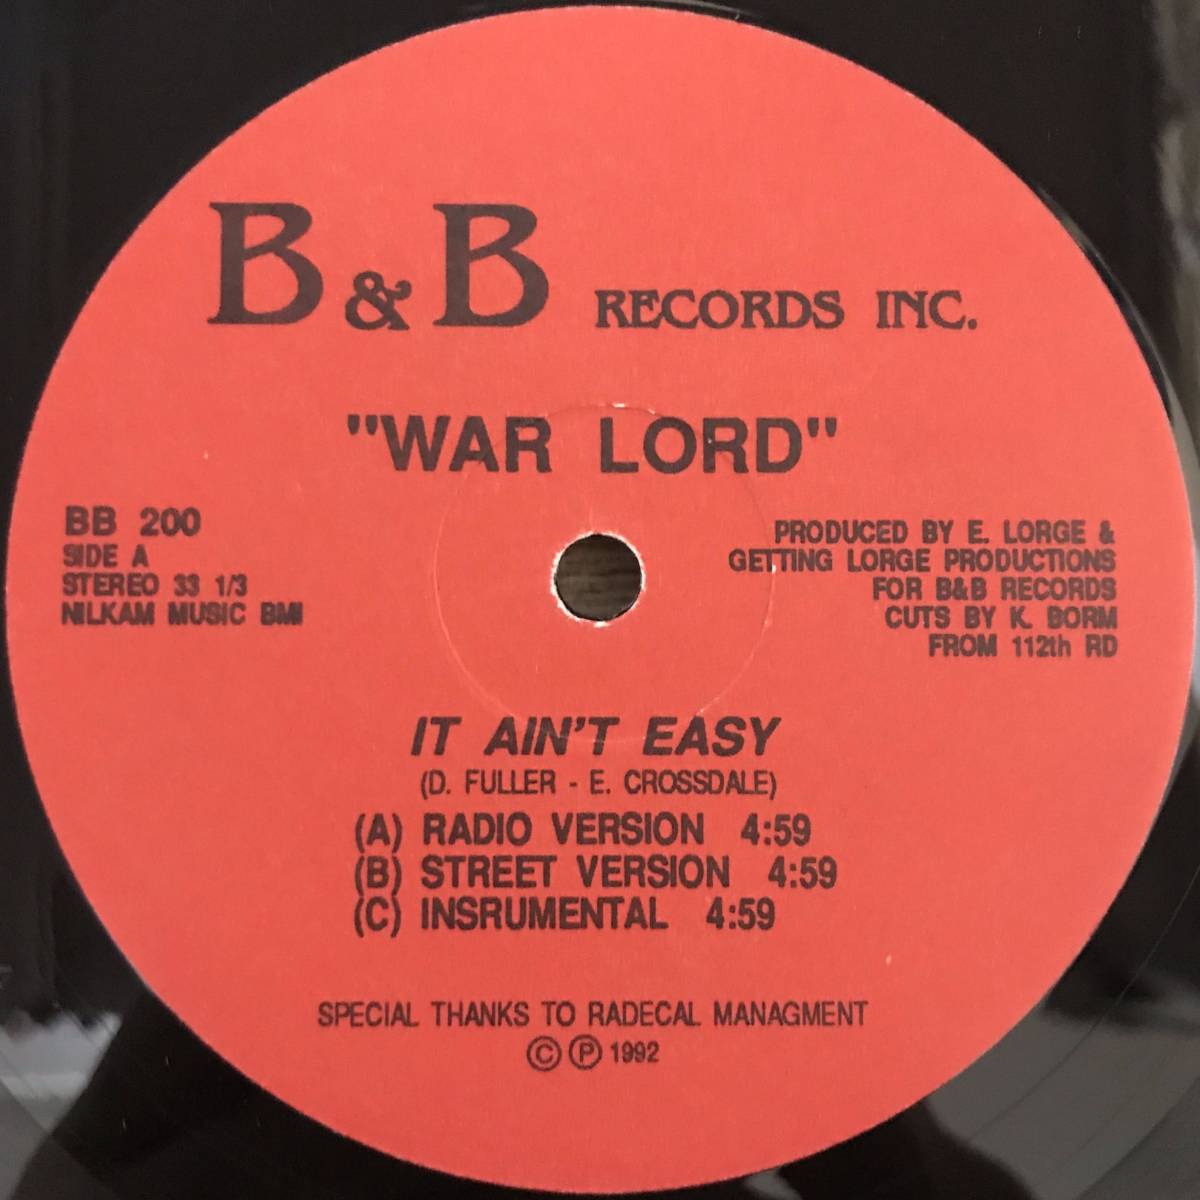 B & B RECORDS INC.
"WAR LORD"
BB 200
SIDE A
STEREO 33 1/3
NILKAM MUSIC BMI
PRODUCED BY E. LORGE &
GETTING LORGE PRODUCTIONS
FOR B&B RECORDS
CUTS BY K. BORM
FROM 112th RD
IT AIN'T EASY
(D. FULLER - E. CROSSDALE)
(A) RADIO VERSION 4:59
(B) STREET VERSION 4:59
(C) INSRUMENTAL 4:59
SPECIAL THANKS TO RADECAL MANAGMENT
© ℗ 1992